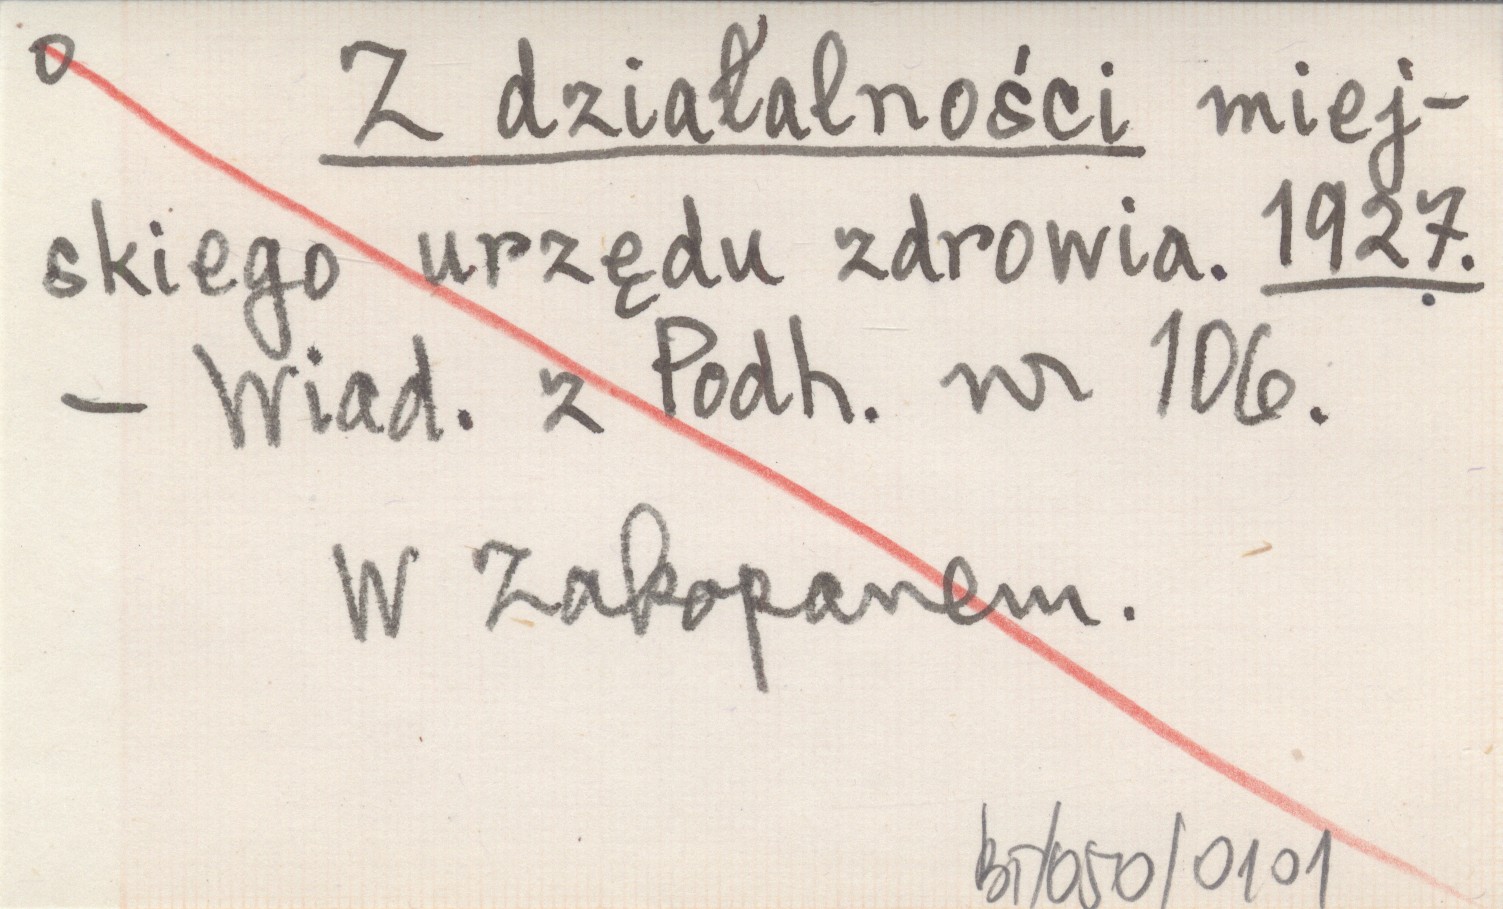 o Z działalności miej-
skiego urzędu zdrowia. 1927.
– Wiad. z Podh. nr 106.
W Zakopanem.
BT/050/0101